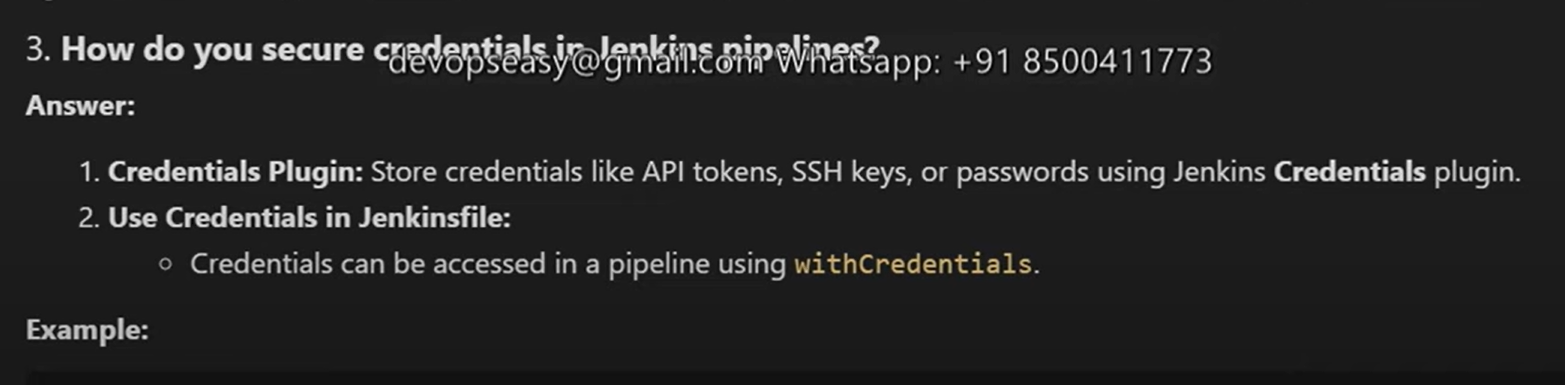 3. How do you secure credentials in Jenkins pipelines?
devopseasy@gmail.com Whatsapp: +91 8500411773
Answer:
1. Credentials Plugin: Store credentials like API tokens, SSH keys, or passwords using Jenkins Credentials plugin.
2. Use Credentials in Jenkinsfile:
○ Credentials can be accessed in a pipeline using withCredentials.
Example: